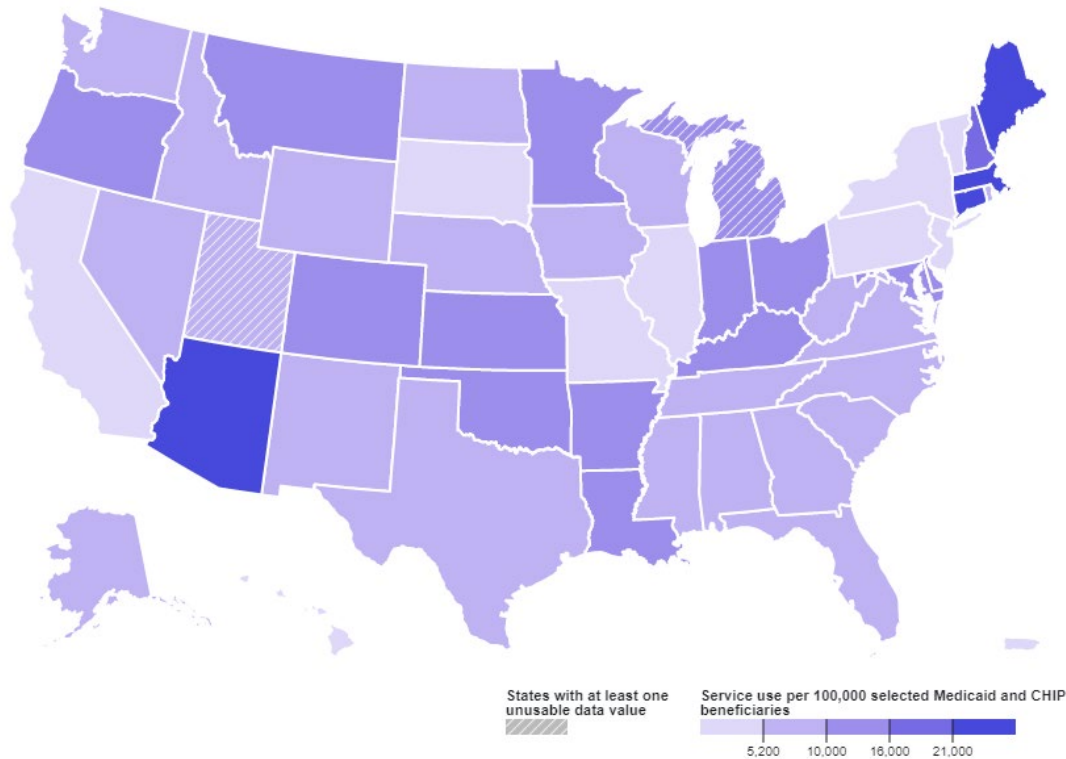 States with at least one
unusable data value
Service use per 100,000 selected Medicaid and CHIP
beneficiaries
5,200 10,000 16,000 21,000